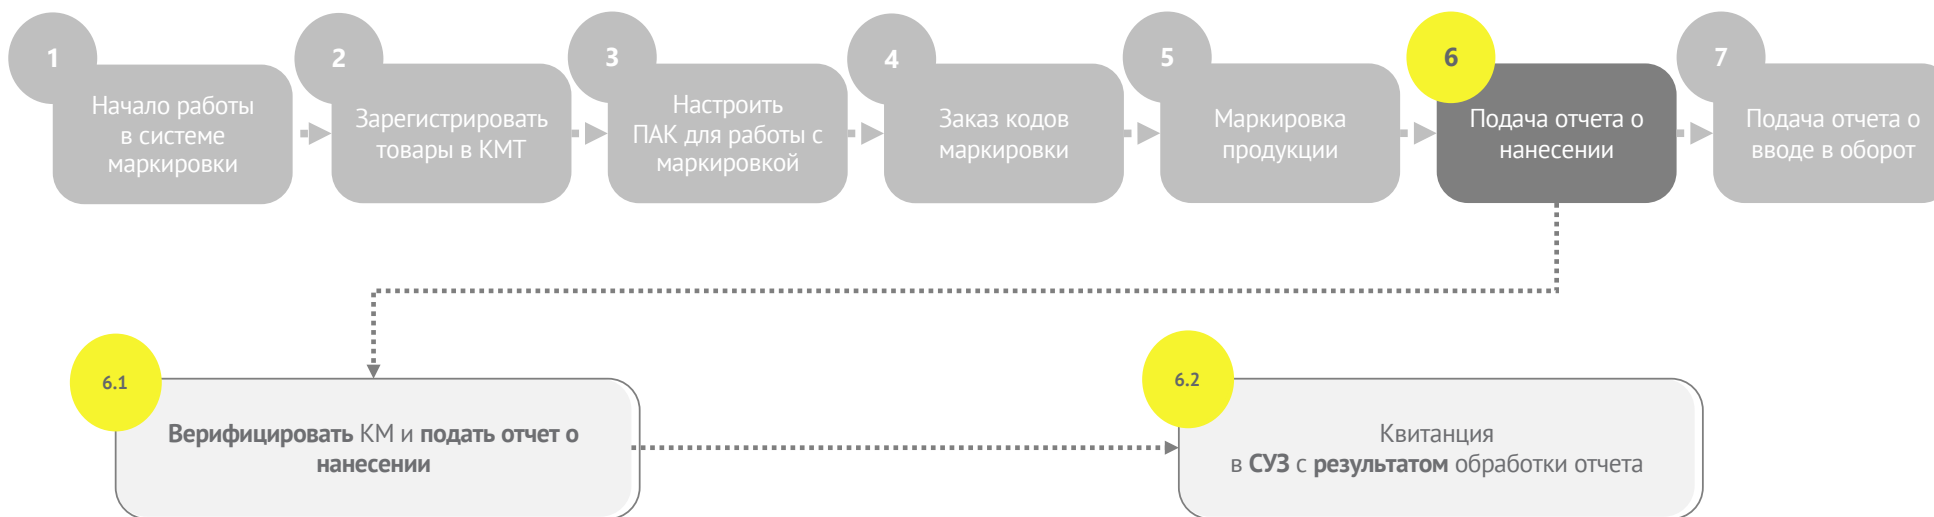 1
Начало работы
в системе
маркировки
2
Зарегистрировать
товары в КМТ
3
Настроить
ПАК для работы с
маркировкой
4
Заказ кодов
маркировки
5
Маркировка
продукции
6
Подача отчета о
нанесении
7
Подача отчета о
вводе в оборот
6.1
Верифицировать КМ и подать отчет о
нанесении
6.2
Квитанция
в СУЗ с результатом обработки отчета